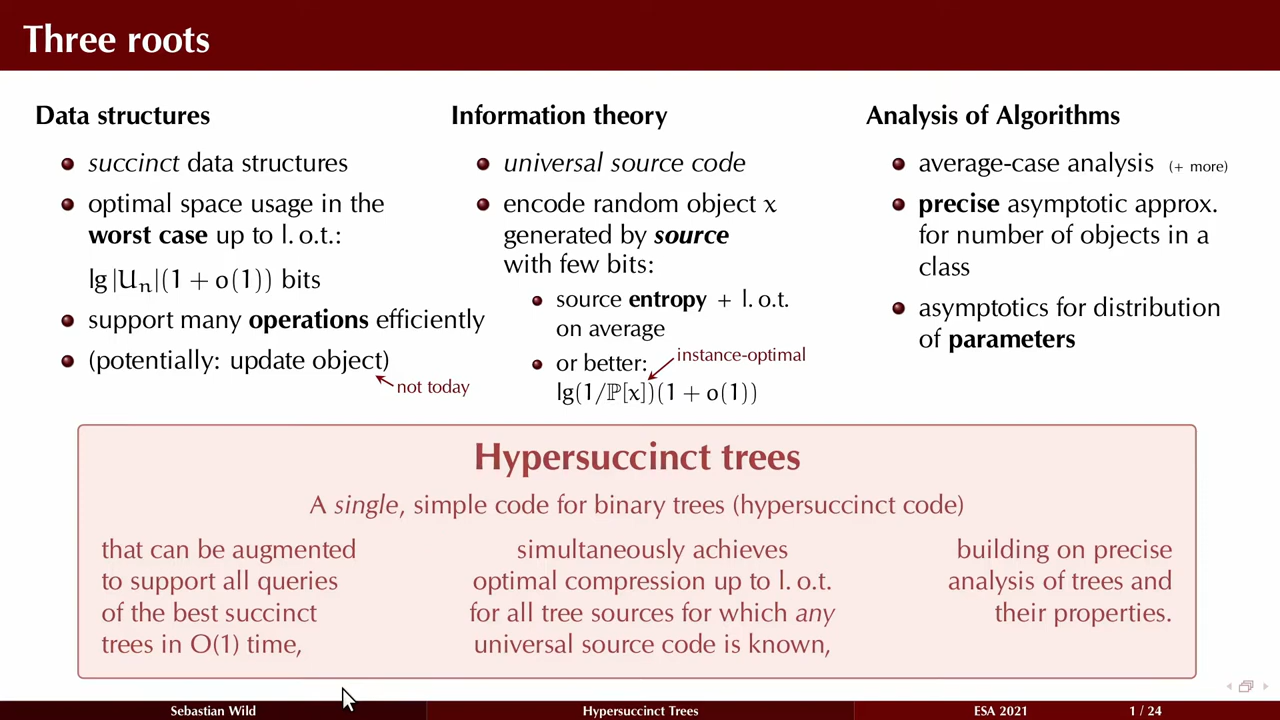 Three roots
Data structures
succinct data structures
optimal space usage in the
worst case up to l. o. t.:
lg |Uₙ|(1 + o(1)) bits
support many operations efficiently
(potentially: update object)
not today
Information theory
universal source code
encode random object x
generated by source
with few bits:
source entropy + l. o. t.
on average
or better:
instance-optimal
lg(1/ℙ[x])(1 + o(1))
Analysis of Algorithms
average-case analysis (+ more)
precise asymptotic approx.
for number of objects in a
class
asymptotics for distribution
of parameters
Hypersuccinct trees
A single, simple code for binary trees (hypersuccinct code)
that can be augmented
to support all queries
of the best succinct
trees in O(1) time,
simultaneously achieves
optimal compression up to l. o. t.
for all tree sources for which any
universal source code is known,
building on precise
analysis of trees and
their properties.
Sebastian Wild
Hypersuccinct Trees
ESA 2021
1 / 24